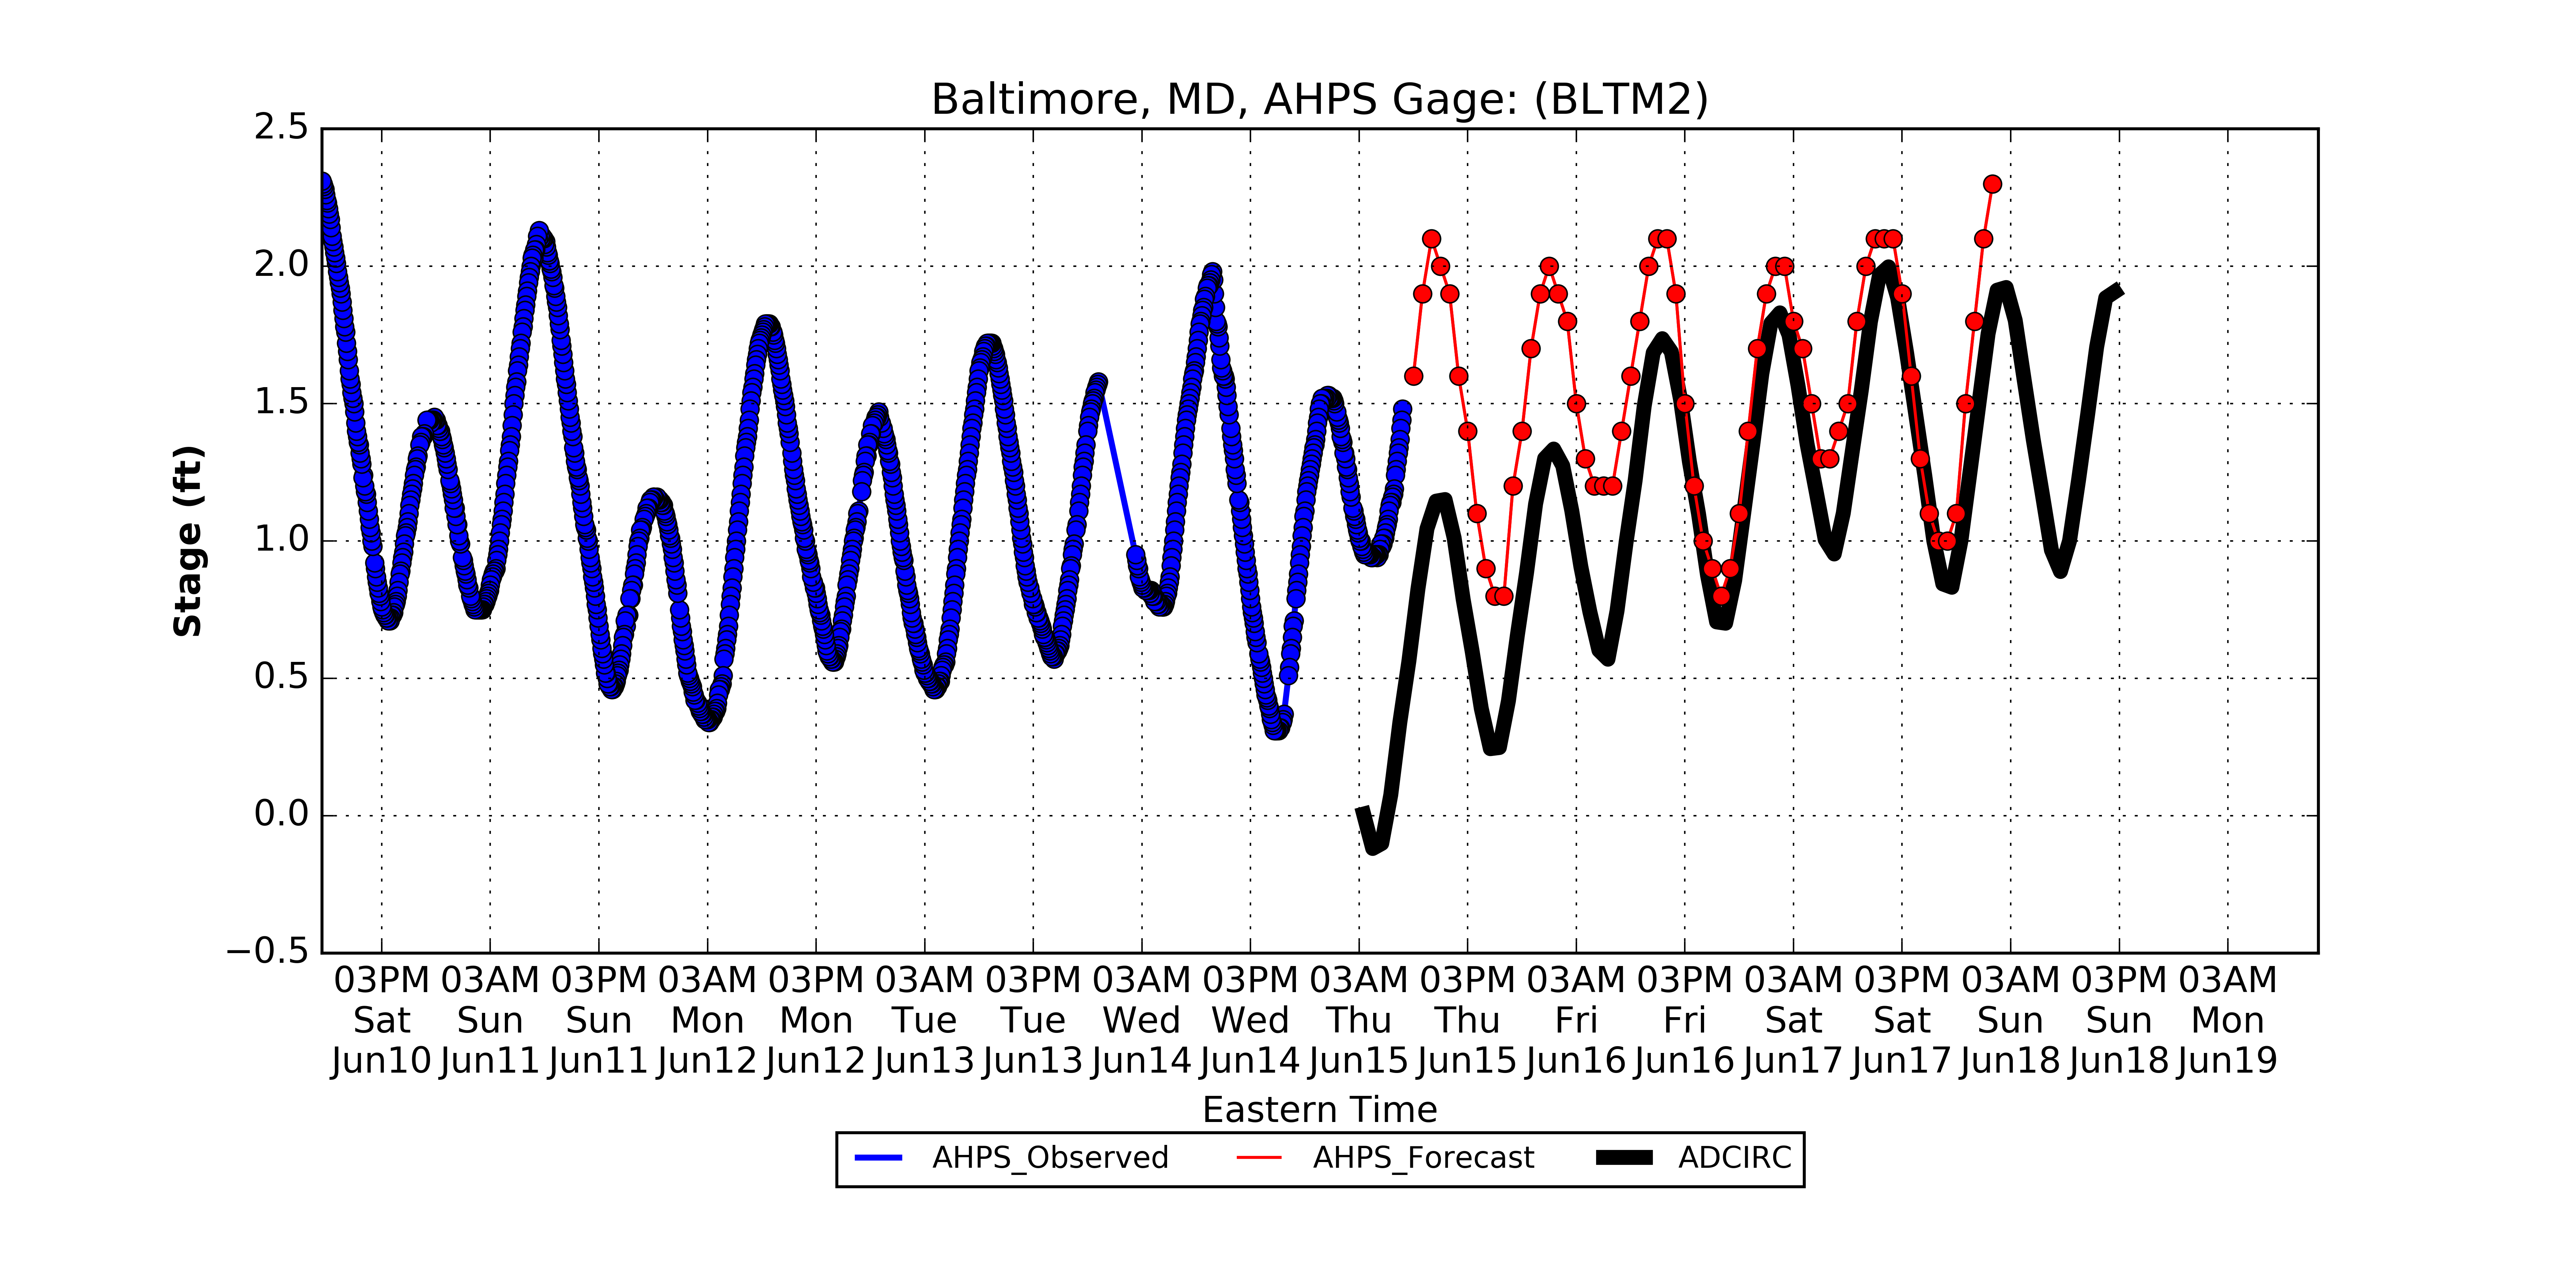 Baltimore, MD, AHPS Gage: (BLTM2)
2.5
2.0
1.5
1.0
0.5
0.0
−0.5
Stage (ft)
03PM 03AM 03PM 03AM 03PM 03AM 03PM 03AM 03PM 03AM 03PM 03AM 03PM 03AM 03PM 03AM 03PM 03AM
Sat Sun Sun Mon Mon Tue Tue Wed Wed Thu Thu Fri Fri Sat Sat Sun Sun Mon
Jun10 Jun11 Jun11 Jun12 Jun12 Jun13 Jun13 Jun14 Jun14 Jun15 Jun15 Jun16 Jun16 Jun17 Jun17 Jun18 Jun18 Jun19
Eastern Time
AHPS_Observed AHPS_Forecast ADCIRC